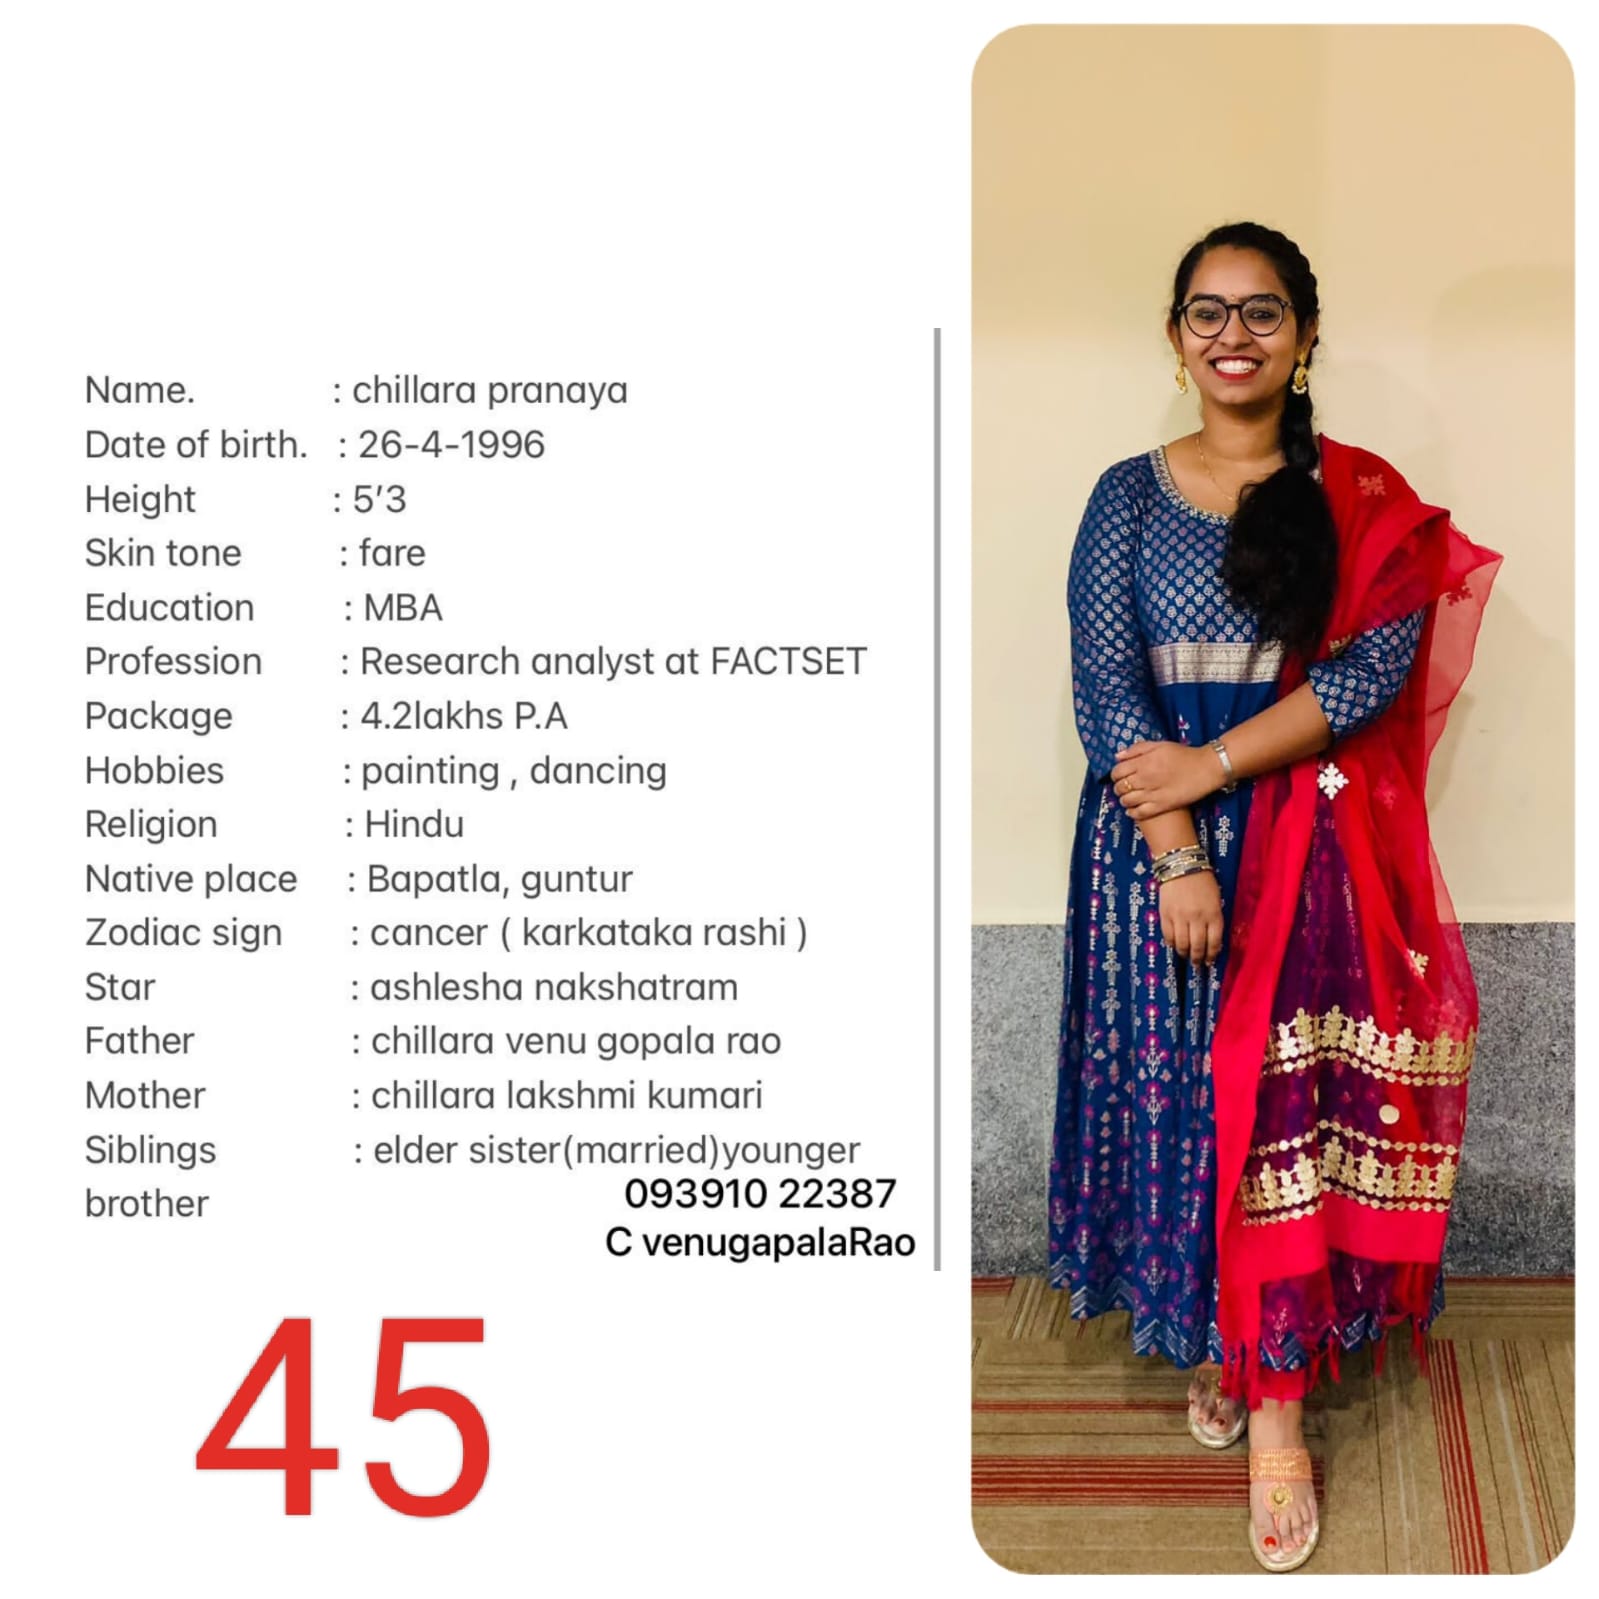 Name. : chillara pranaya
Date of birth. : 26-4-1996
Height : 5'3
Skin tone : fare
Education : MBA
Profession : Research analyst at FACTSET
Package : 4.2lakhs P.A
Hobbies : painting , dancing
Religion : Hindu
Native place : Bapatla, guntur
Zodiac sign : cancer ( karkataka rashi )
Star : ashlesha nakshatram
Father : chillara venu gopala rao
Mother : chillara lakshmi kumari
Siblings : elder sister(married)younger
brother
093910 22387
C venugapalaRao
45